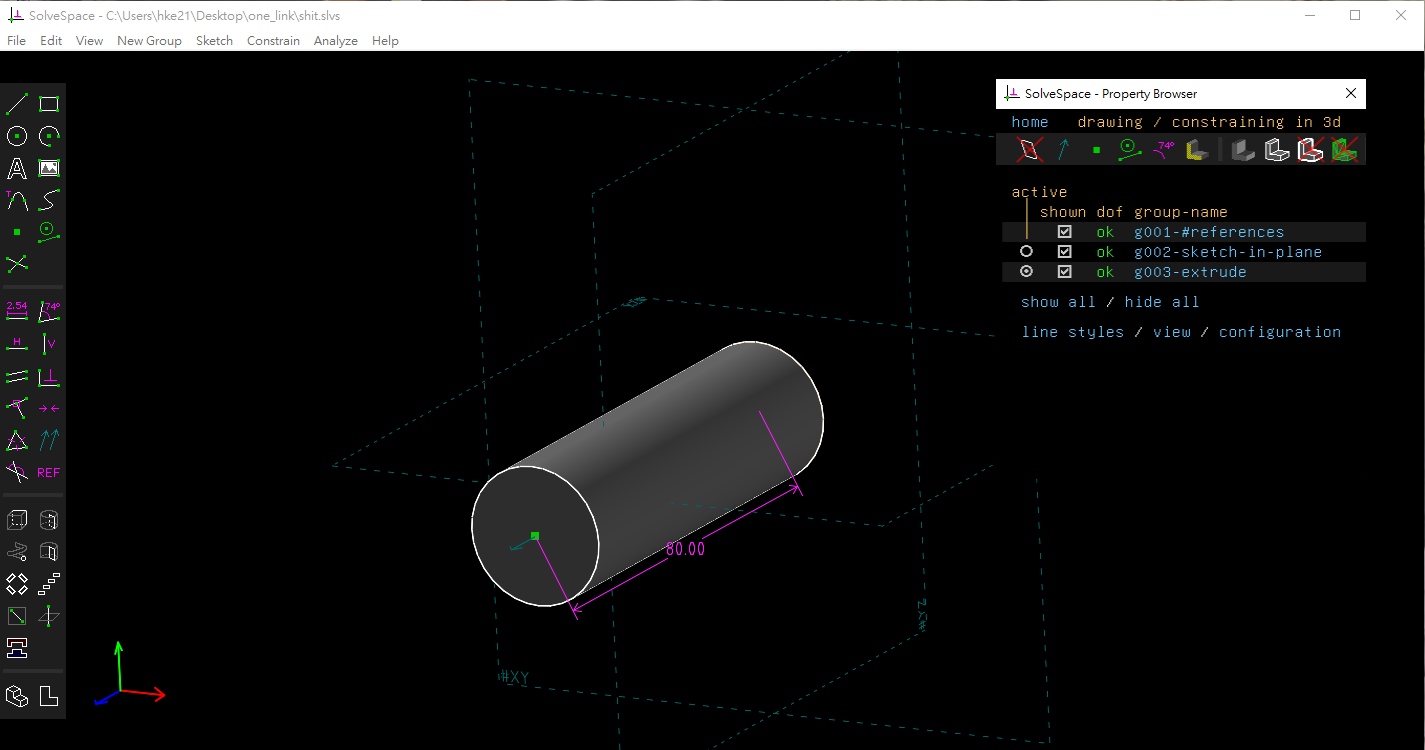 SolveSpace - C:\Users\hke21\Desktop\one_link\shit.slvs
File Edit View New Group Sketch Constrain Analyze Help
SolveSpace - Property Browser
home drawing / constraining in 3d
74°
active
shown dof group-name
ok g001-#references
ok g002-sketch-in-plane
ok g003-extrude
show all / hide all
line styles / view / configuration
A
T
2.54 74°
H V
REF
80.00
#XY